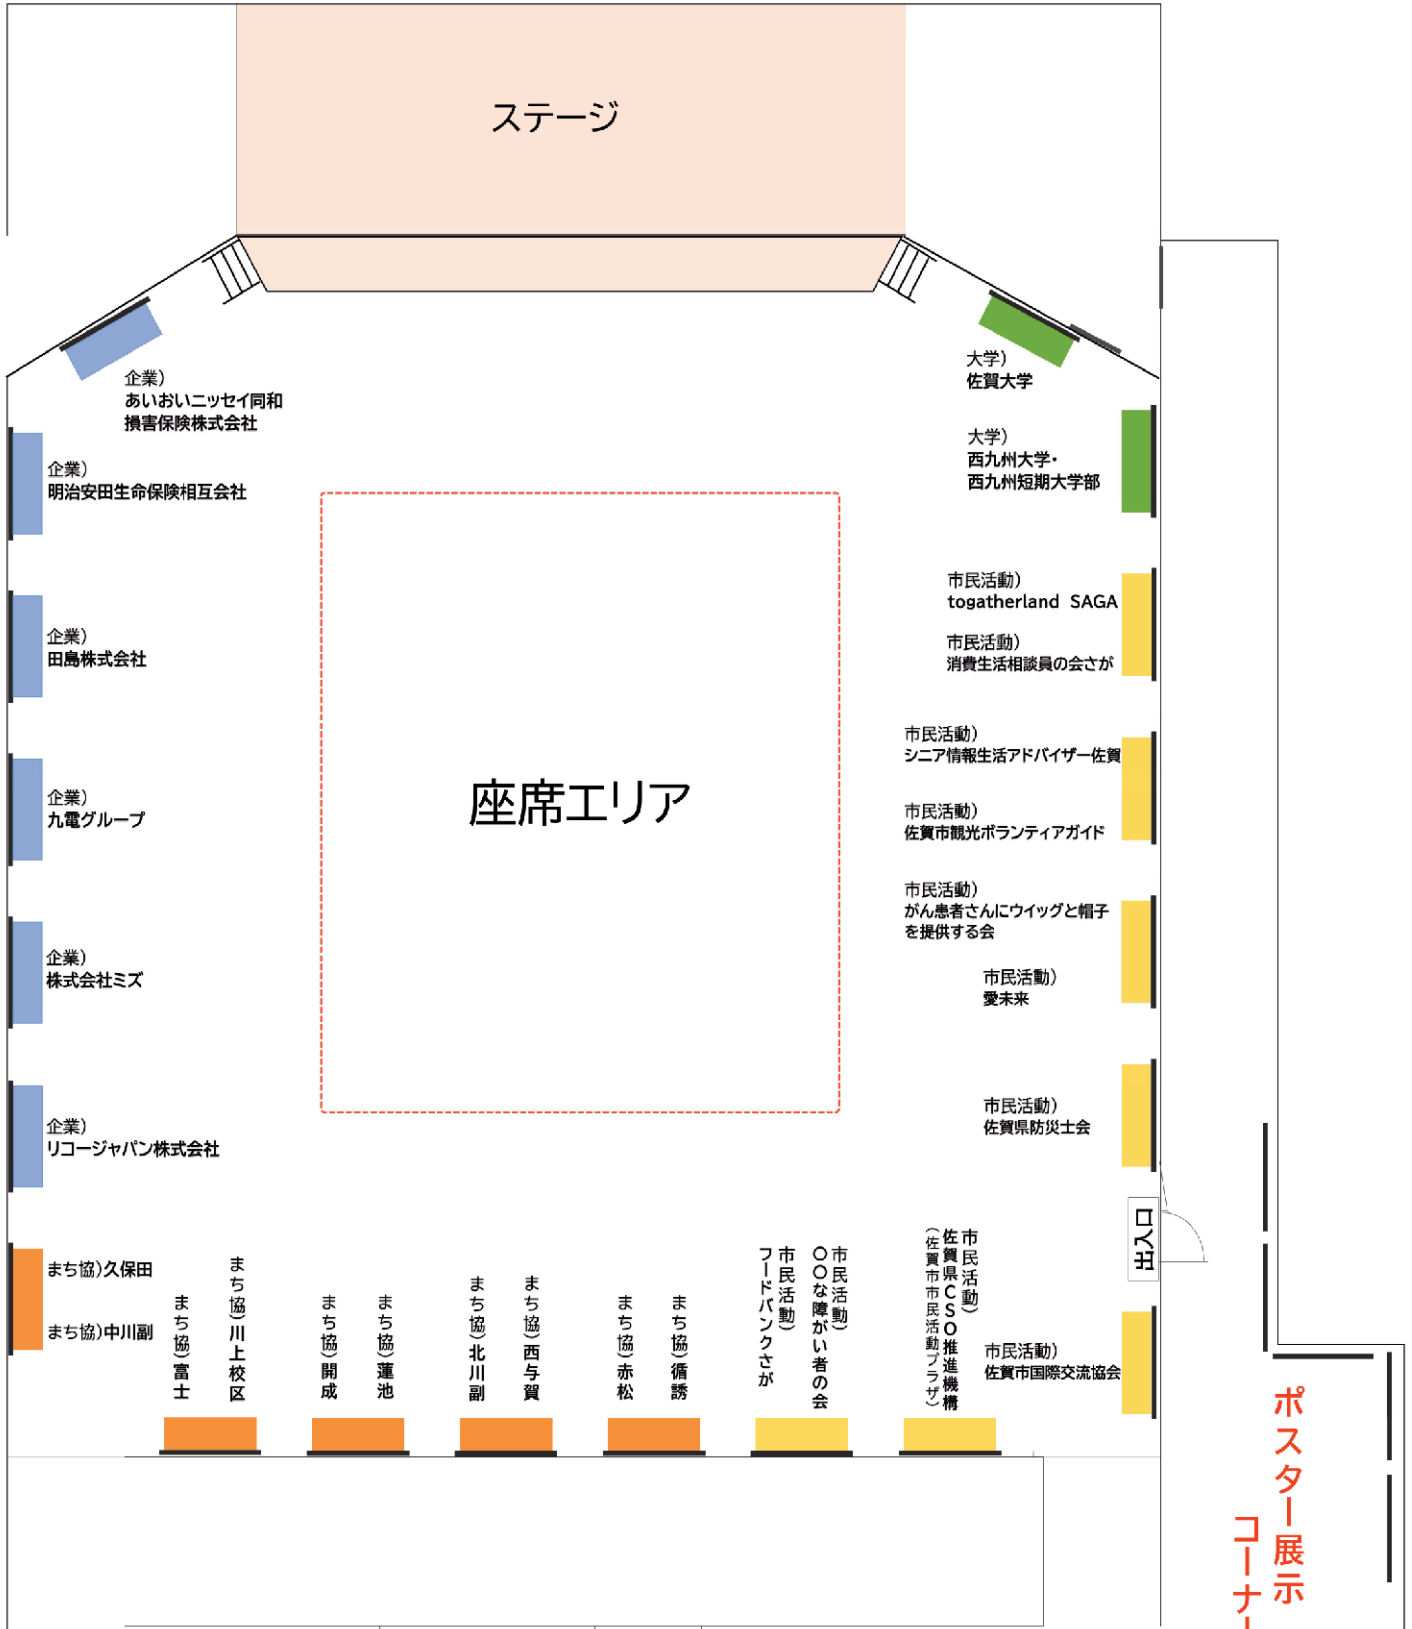 ステージ
企業)
あいおいニッセイ同和
損害保険株式会社
企業)
明治安田生命保険相互会社
企業)
田島株式会社
企業)
九電グループ
企業)
株式会社ミズ
企業)
リコージャパン株式会社
まち協)久保田
まち協)中川副
座席エリア
大学)
佐賀大学
大学)
西九州大学・
西九州短期大学部
市民活動)
togatherland SAGA
市民活動)
消費生活相談員の会さが
市民活動)
シニア情報生活アドバイザー佐賀
市民活動)
佐賀市観光ボランティアガイド
市民活動)
がん患者さんにウイッグと帽子
を提供する会
市民活動)
愛未来
市民活動)
佐賀県防災士会
出入口
市民活動)
佐賀市国際交流協会
まち協)富士
まち協)川上校区
まち協)開成
まち協)蓮池
まち協)北川副
まち協)西与賀
まち協)赤松
まち協)循誘
市民活動)
フードバンクさが
市民活動)
〇〇な障がい者の会
市民活動)
佐賀県CSO推進機構
(佐賀市市民活動プラザ)
ポスター展示
コーナー